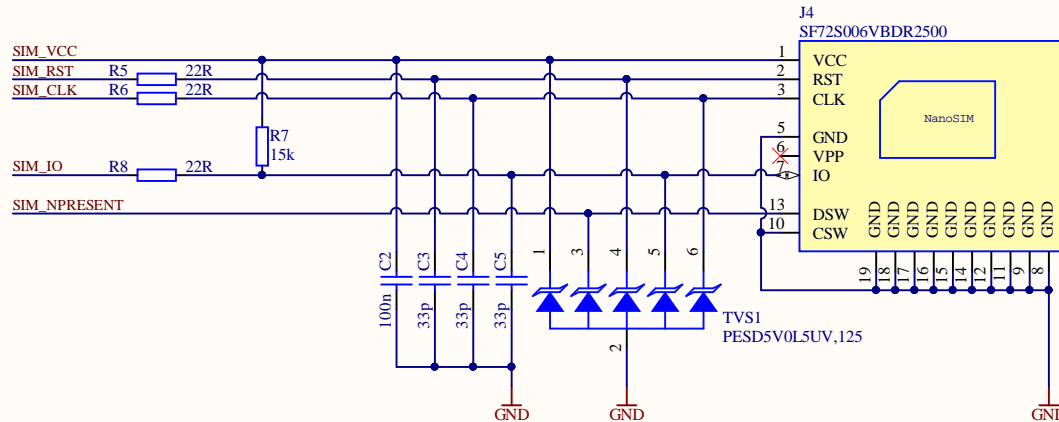 J4
SF72S006VBDR2500
SIM_VCC 1 VCC
SIM_RST R5 22R 2 RST
SIM_CLK R6 22R 3 CLK
NanoSIM
R7
15k
5 GND
6 VPP
SIM_IO R8 22R 7 IO
SIM_NPRESENT 13 DSW
10 CSW
GND GND GND GND GND GND GND GND GND GND
19 18 17 16 15 14 12 11 9 8
C2 C3 C4 C5 1 3 4 5 6
100n 33p 33p 33p
TVS1
PESD5V0L5UV,125
2
GND GND GND